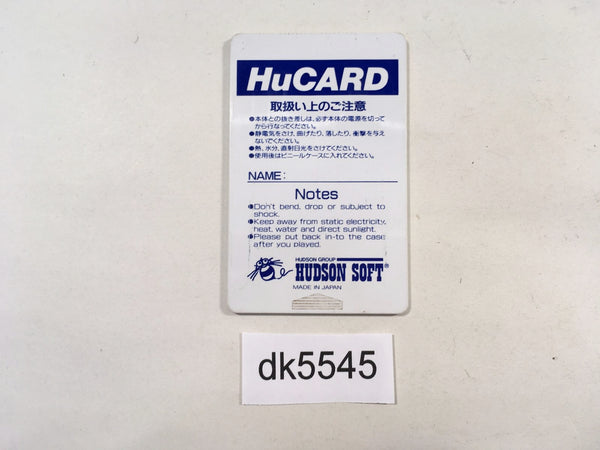 HuCARD
取扱い上のご注意
●本体との抜き差しは、必ず本体の電源を切って
から行なってください。
●静電気をさけ、曲げたり、落したり、衝撃を与え
ないでください。
●熱、水分、直射日光をさけてください。
●使用後はビニールケースに入れてください。
NAME:
Notes
●Don't bend, drop or subject to
shock.
●Keep away from static electricity,
heat, water and direct sunlight.
●Please put back in-to the case
after you played.
HUDSON GROUP
HUDSON SOFT®
MADE IN JAPAN
dk5545